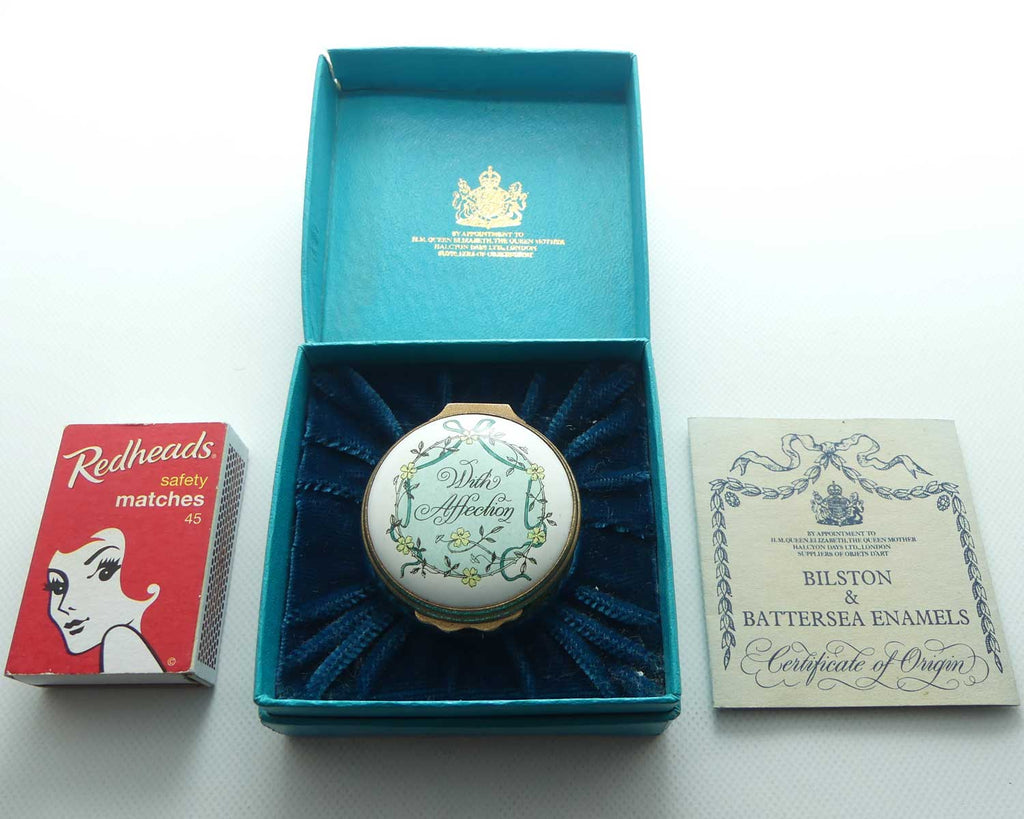 Redheads
safety
matches
45
©
BY APPOINTMENT TO
H.M. QUEEN ELIZABETH, THE QUEEN MOTHER
HALCYON DAYS LTD., LONDON
SUPPLIERS OF OBJETS D'ART
With
Affection
BY APPOINTMENT TO
H.M. QUEEN ELIZABETH, THE QUEEN MOTHER
HALCYON DAYS LTD., LONDON
SUPPLIERS OF OBJETS D'ART
BILSTON
&
BATTERSEA ENAMELS
Certificate of Origin